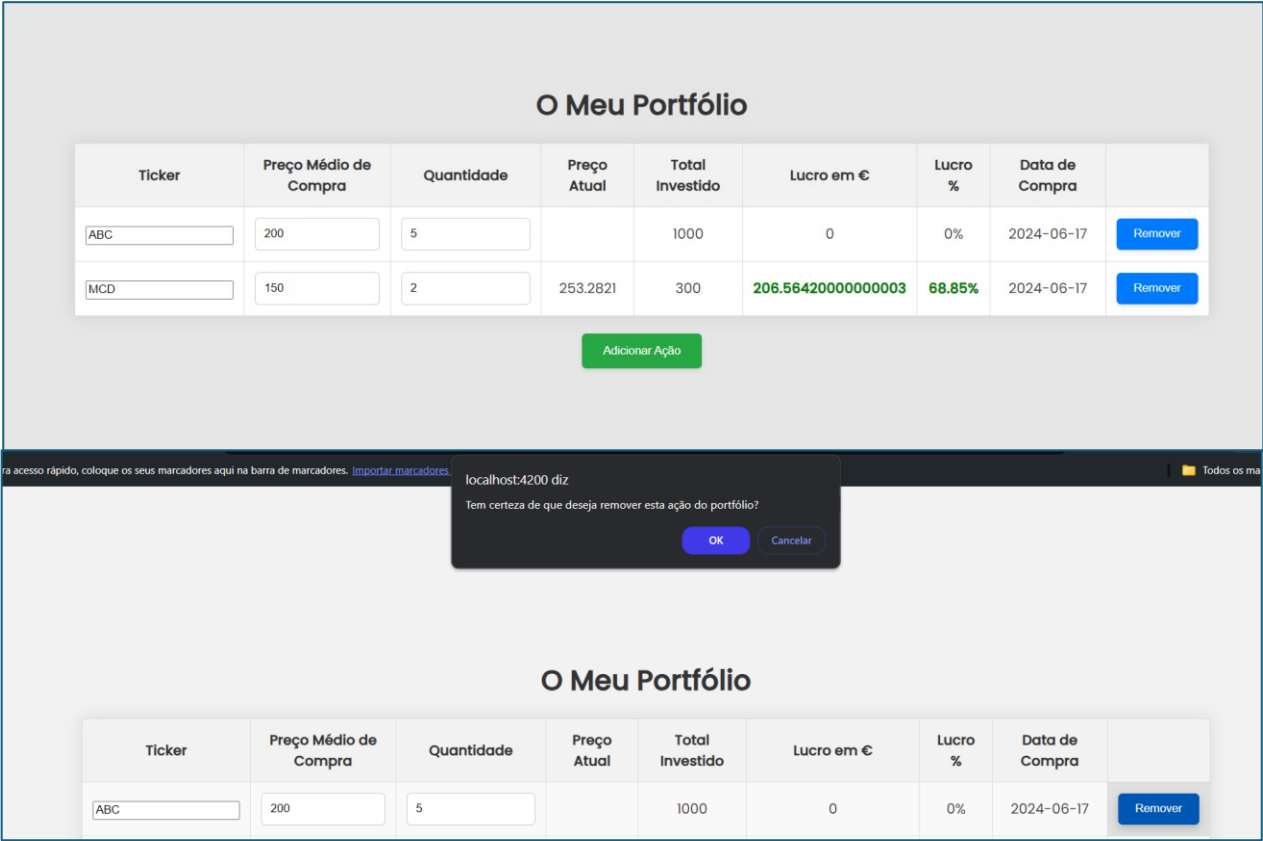 O Meu Portfólio
Ticker Preço Médio de Compra Quantidade Preço Atual Total Investido Lucro em € Lucro % Data de Compra
ABC 200 5 1000 0 0% 2024-06-17 Remover
MCD 150 2 253.2821 300 206.56420000000003 68.85% 2024-06-17 Remover
Adicionar Ação
ra acesso rápido, coloque os seus marcadores aqui na barra de marcadores. Importar marcadores Todos os ma
localhost:4200 diz
Tem certeza de que deseja remover esta ação do portfólio?
OK Cancelar
O Meu Portfólio
Ticker Preço Médio de Compra Quantidade Preço Atual Total Investido Lucro em € Lucro % Data de Compra
ABC 200 5 1000 0 0% 2024-06-17 Remover